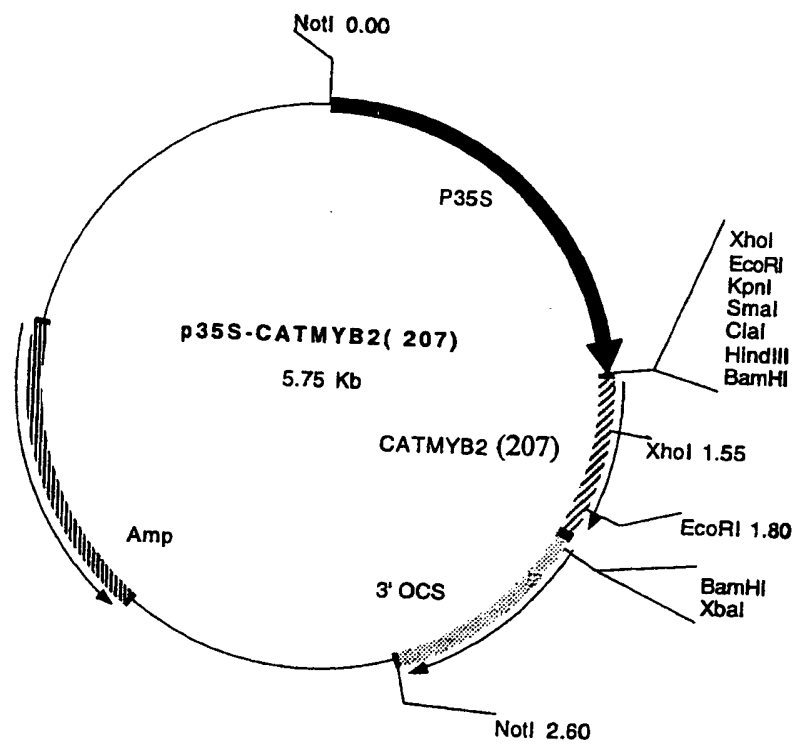 NotI 0.00
P35S
XhoI
EcoRI
KpnI
SmaI
ClaI
HindIII
BamHI
p35S-CATMYB2( 207)
5.75 Kb
CATMYB2 (207)
XhoI 1.55
EcoRI 1.80
Amp
BamHI
XbaI
3' OCS
NotI 2.60